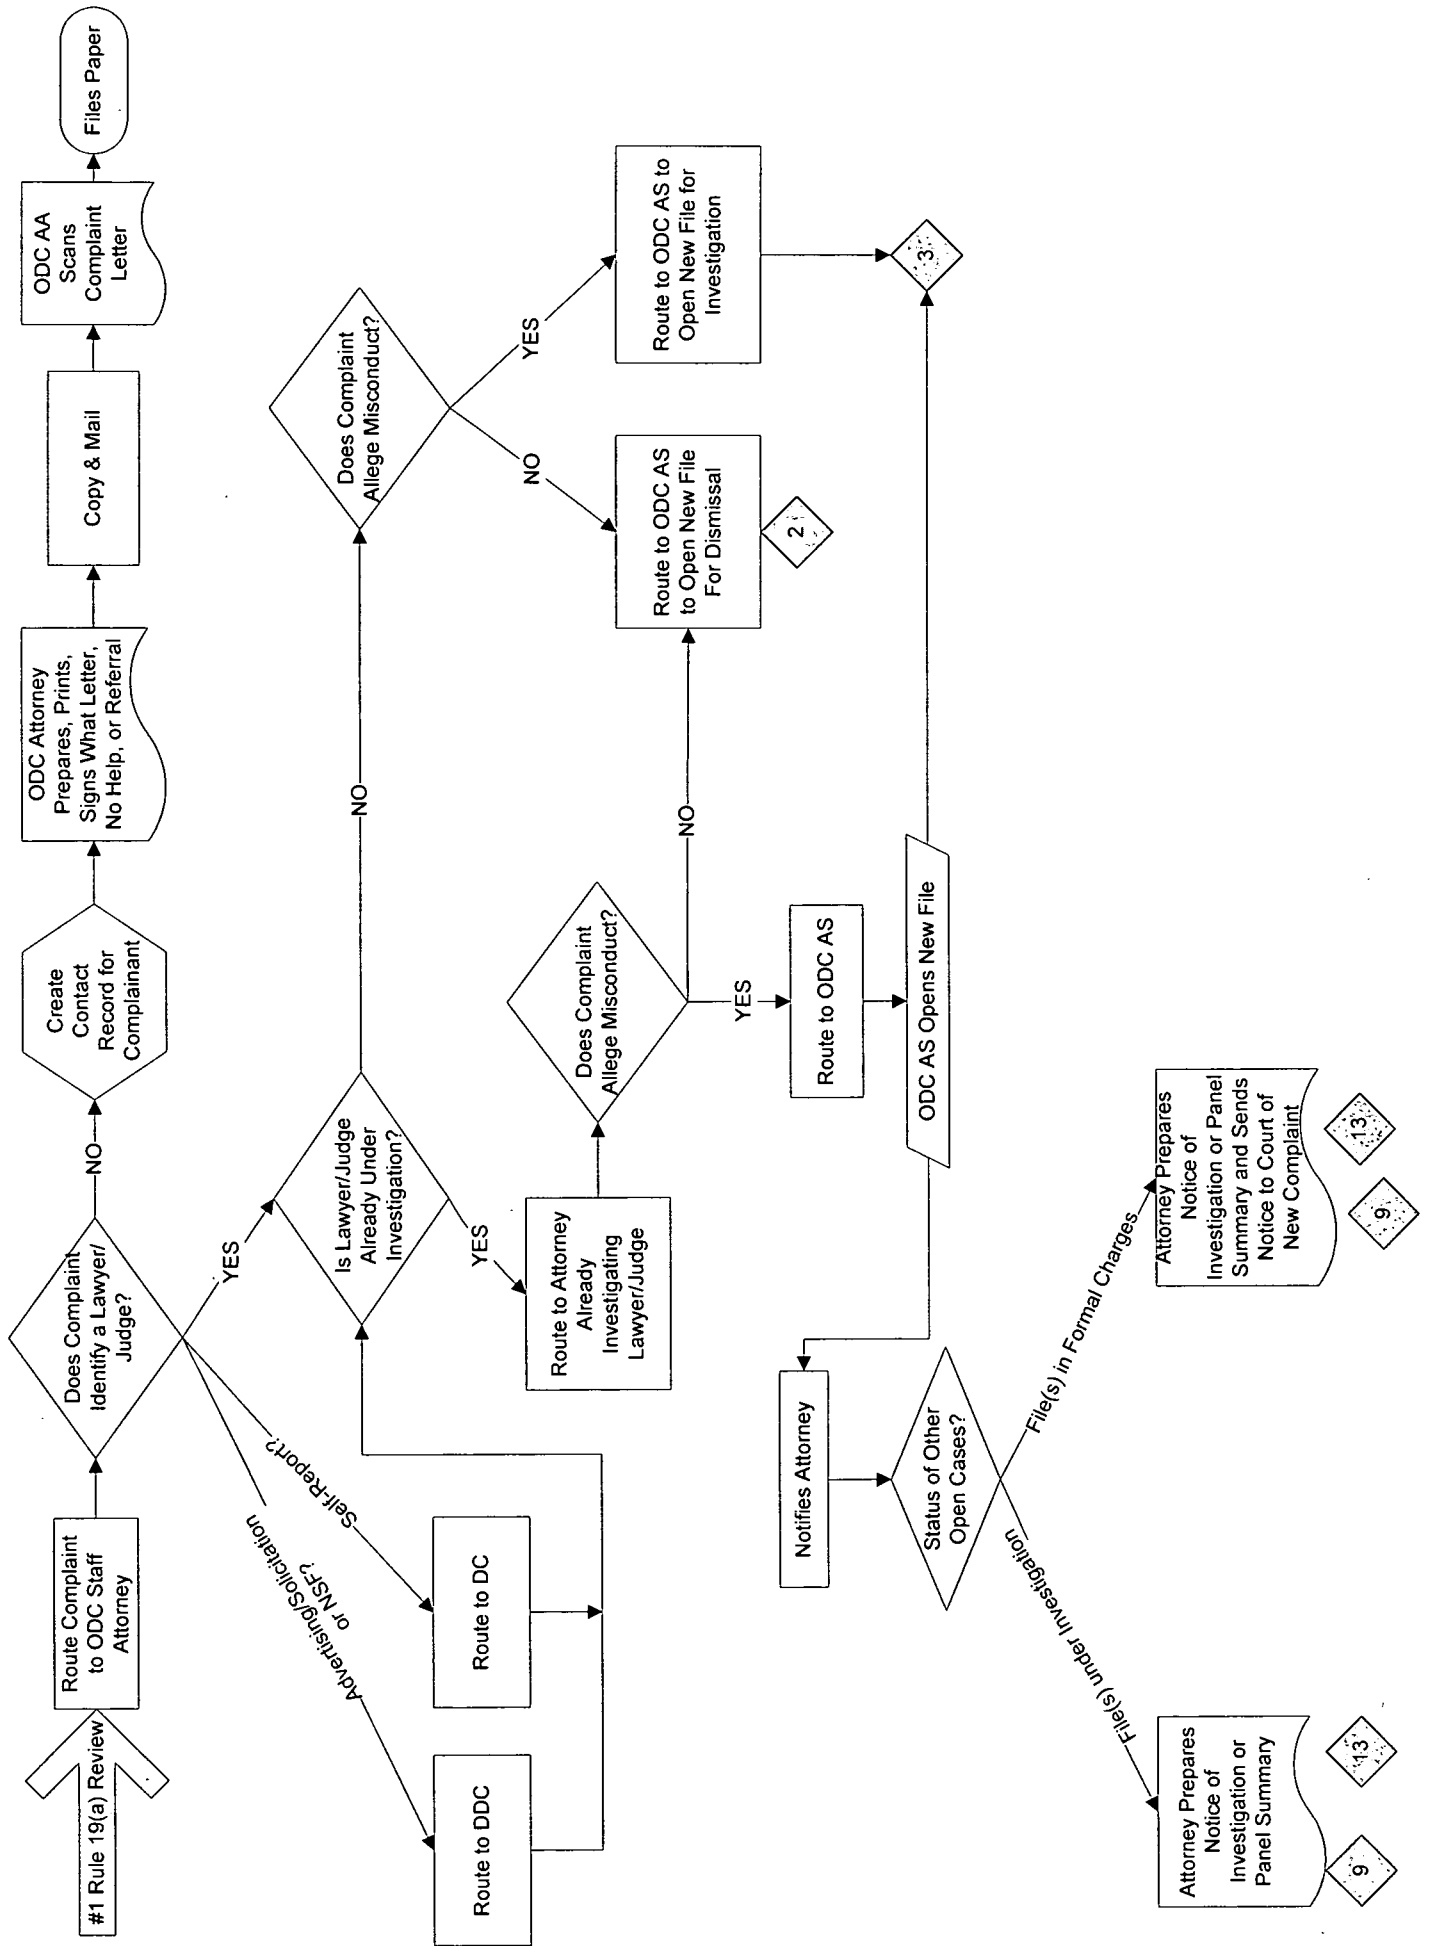 #1 Rule 19(a) Review
Route Complaint
to ODC Staff
Attorney
Does Complaint
Identify a Lawyer/
Judge?
NO
Create
Contact
Record for
Complainant
ODC Attorney
Prepares, Prints,
Signs What Letter,
No Help, or Referral
Copy & Mail
ODC AA
Scans
Complaint
Letter
Files Paper
YES
Self-Report?
Advertising/Solicitation
or NSF?
Route to DDC
Route to DC
Is Lawyer/Judge
Already Under
Investigation?
NO
Does Complaint
Allege Misconduct?
YES
Route to Attorney
Already
Investigating
Lawyer/Judge
Does Complaint
Allege Misconduct?
NO
NO
YES
Route to ODC AS
to Open New File
For Dismissal
2
Route to ODC AS to
Open New File for
Investigation
3
YES
Route to ODC AS
ODC AS Opens New File
Notifies Attorney
Status of Other
Open Cases?
File(s) under Investigation
File(s) in Formal Charges
Attorney Prepares
Notice of
Investigation or
Panel Summary
9
13
Attorney Prepares
Notice of
Investigation or Panel
Summary and Sends
Notice to Court of
New Complaint
9
13